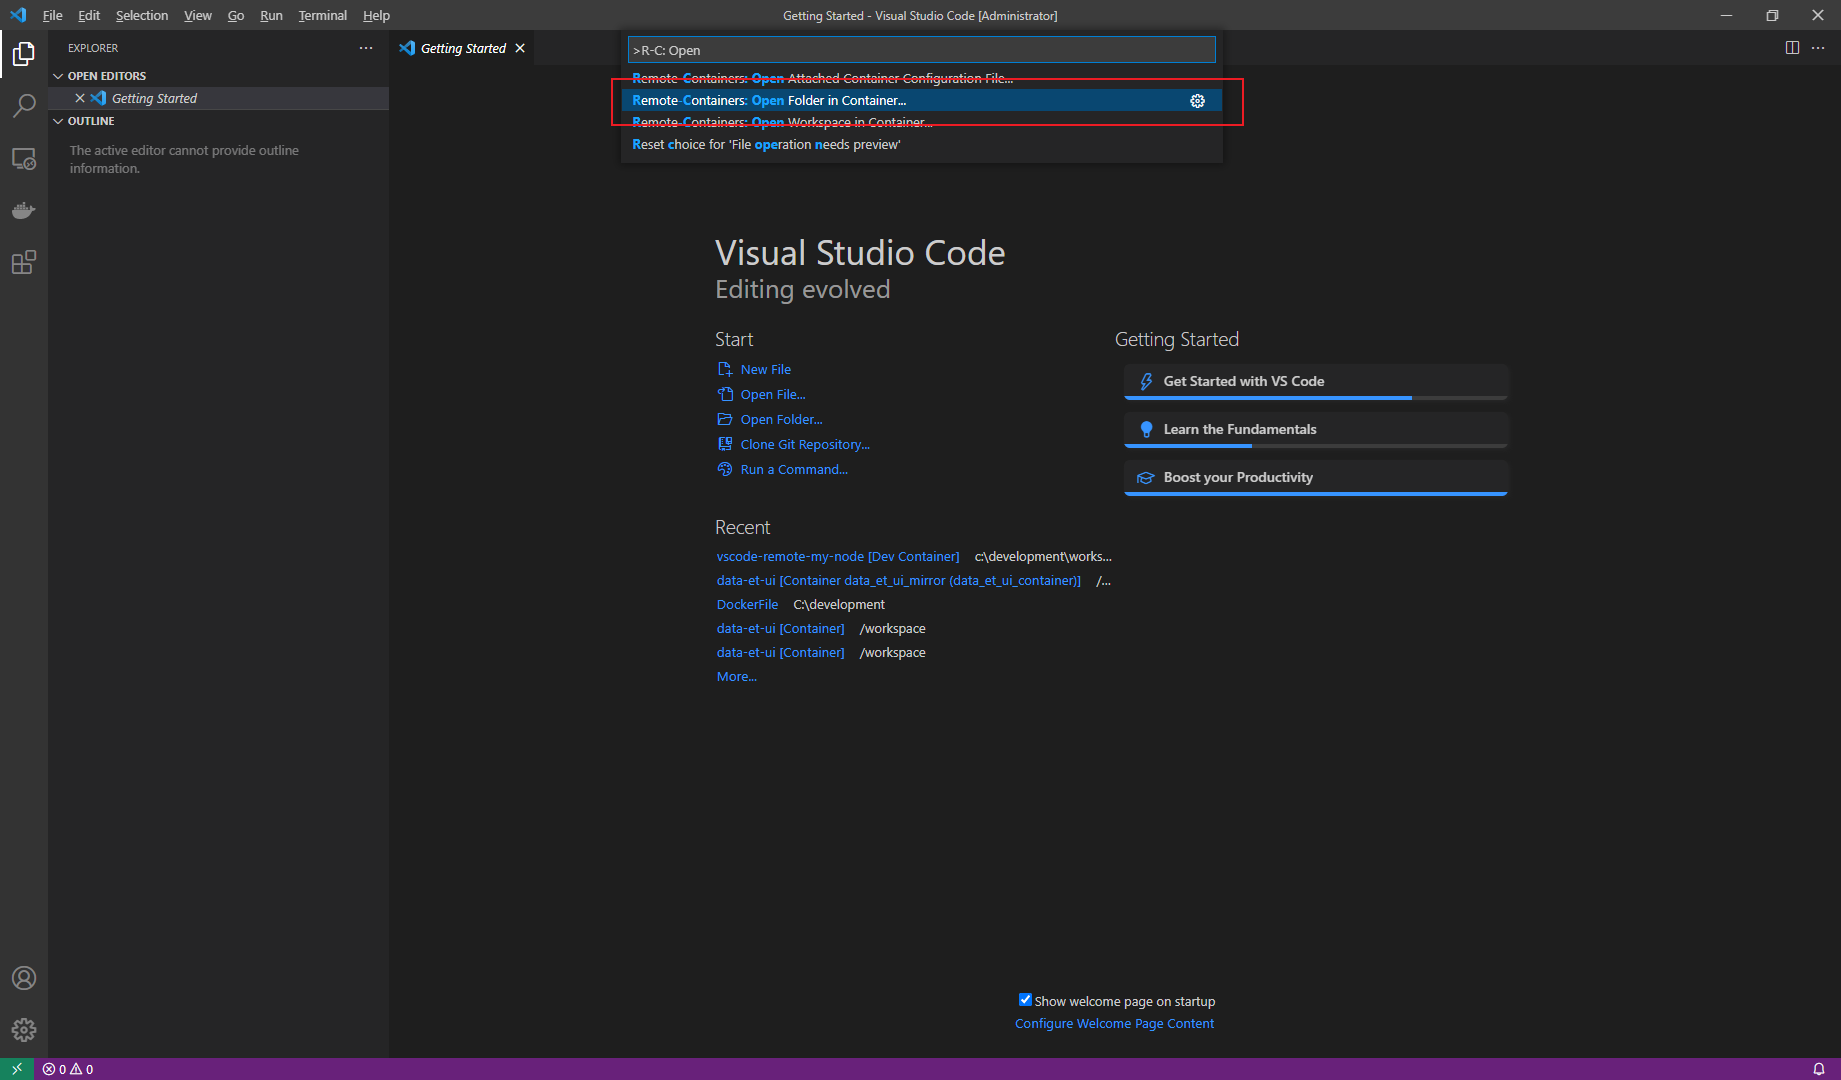 File Edit Selection View Go Run Terminal Help
Getting Started - Visual Studio Code [Administrator]
EXPLORER
Getting Started
>R-C: Open
OPEN EDITORS
Getting Started
OUTLINE
The active editor cannot provide outline
information.
Remote-Containers: Open Attached Container Configuration File...
Remote-Containers: Open Folder in Container...
Remote-Containers: Open Workspace in Container...
Reset choice for 'File operation needs preview'
Visual Studio Code
Editing evolved
Start
New File
Open File...
Open Folder...
Clone Git Repository...
Run a Command...
Recent
vscode-remote-my-node [Dev Container] c:\development\works...
data-et-ui [Container data_et_ui_mirror (data_et_ui_container)] /...
DockerFile C:\development
data-et-ui [Container] /workspace
data-et-ui [Container] /workspace
More...
Getting Started
Get Started with VS Code
Learn the Fundamentals
Boost your Productivity
Show welcome page on startup
Configure Welcome Page Content
0 0